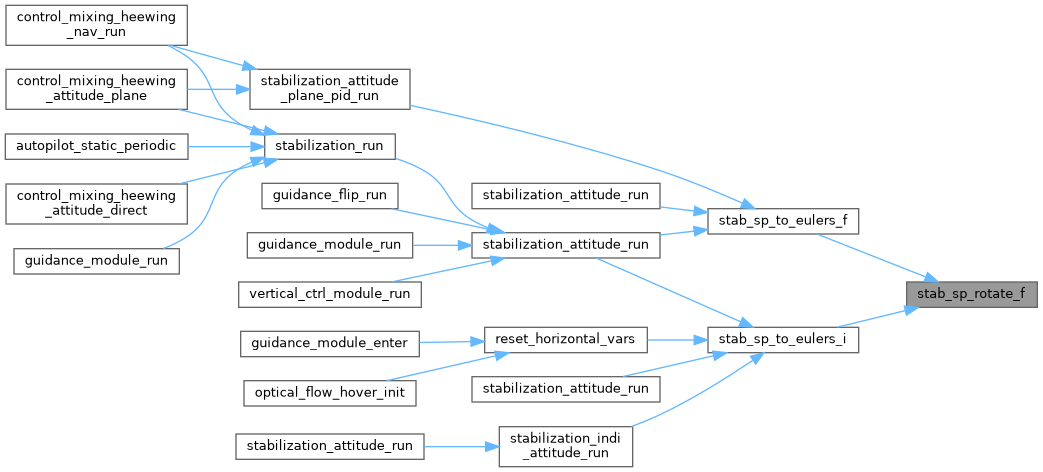 control_mixing_heewing
_nav_run
control_mixing_heewing
_attitude_plane
autopilot_static_periodic
control_mixing_heewing
_attitude_direct
guidance_module_run
stabilization_attitude
_plane_pid_run
stabilization_run
guidance_flip_run
guidance_module_run
vertical_ctrl_module_run
guidance_module_enter
optical_flow_hover_init
stabilization_attitude_run
stabilization_attitude_run
stabilization_attitude_run
reset_horizontal_vars
stabilization_attitude_run
stabilization_indi
_attitude_run
stab_sp_to_eulers_f
stab_sp_to_eulers_i
stab_sp_rotate_f